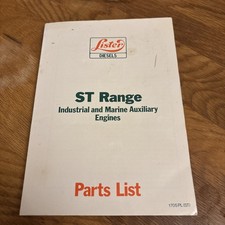 Lister
DIESELS
ST Range
Industrial and Marine Auxiliary
Engines
Parts List